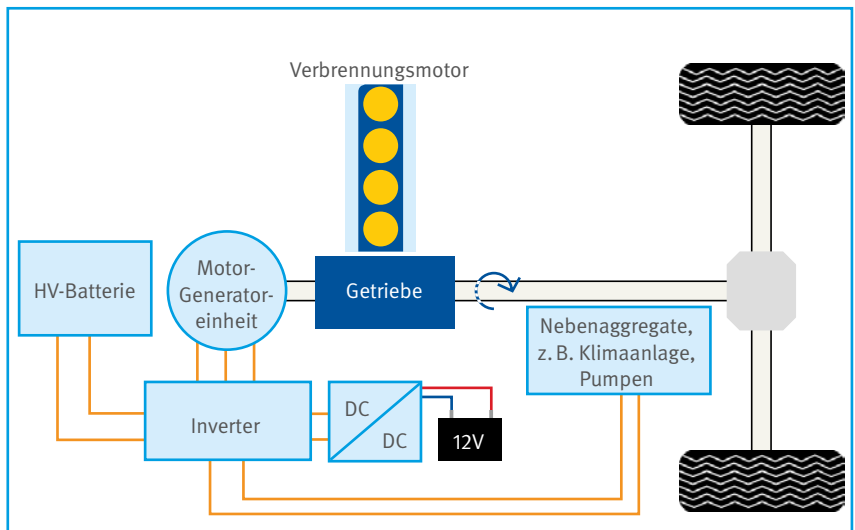 Verbrennungsmotor
HV-Batterie
Motor-
Generator-
einheit
Getriebe
Nebenaggregate,
z. B. Klimaanlage,
Pumpen
Inverter
DC
DC
12V